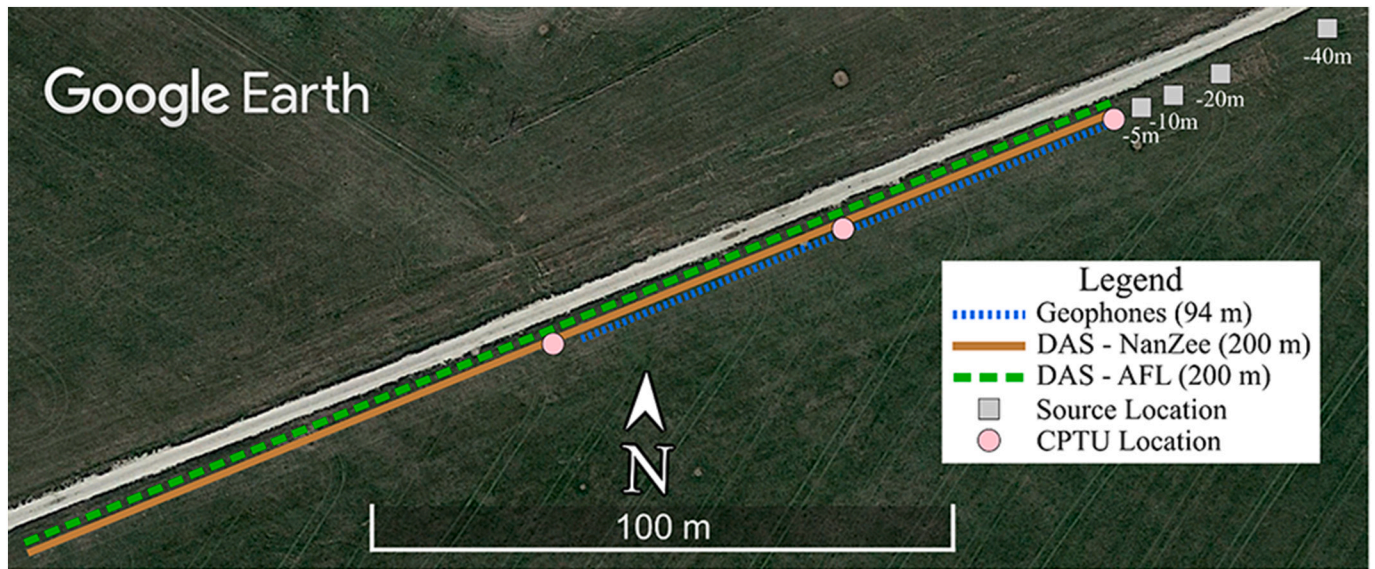 Google Earth
-40m
-20m
-10m
-5m
Legend
Geophones (94 m)
DAS - NanZee (200 m)
DAS - AFL (200 m)
Source Location
CPTU Location
N
100 m